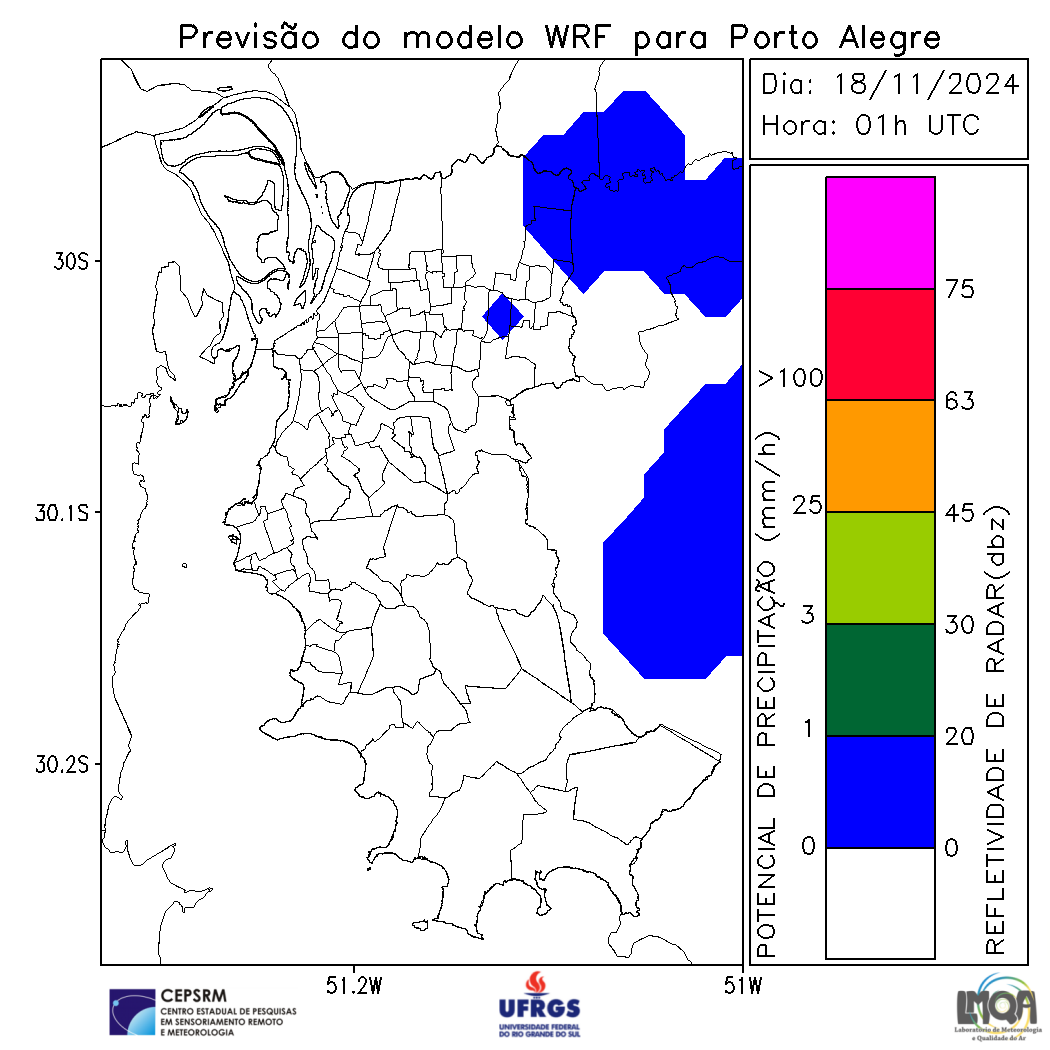 Previsão do modelo WRF para Porto Alegre
Dia: 18/11/2024
Hora: 01h UTC
30S
30.1S
30.2S
51.2W
51W
POTENCIAL DE PRECIPITAÇÃO (mm/h)
>100
25
3
1
0
75
63
45
30
20
0
REFLETIVIDADE DE RADAR(dbz)
CEPSRM
CENTRO ESTADUAL DE PESQUISAS
EM SENSORIAMENTO REMOTO
E METEOROLOGIA
UFRGS
UNIVERSIDADE FEDERAL
DO RIO GRANDE DO SUL
LMQA
Laboratório de Meteorologia
e Qualidade do Ar